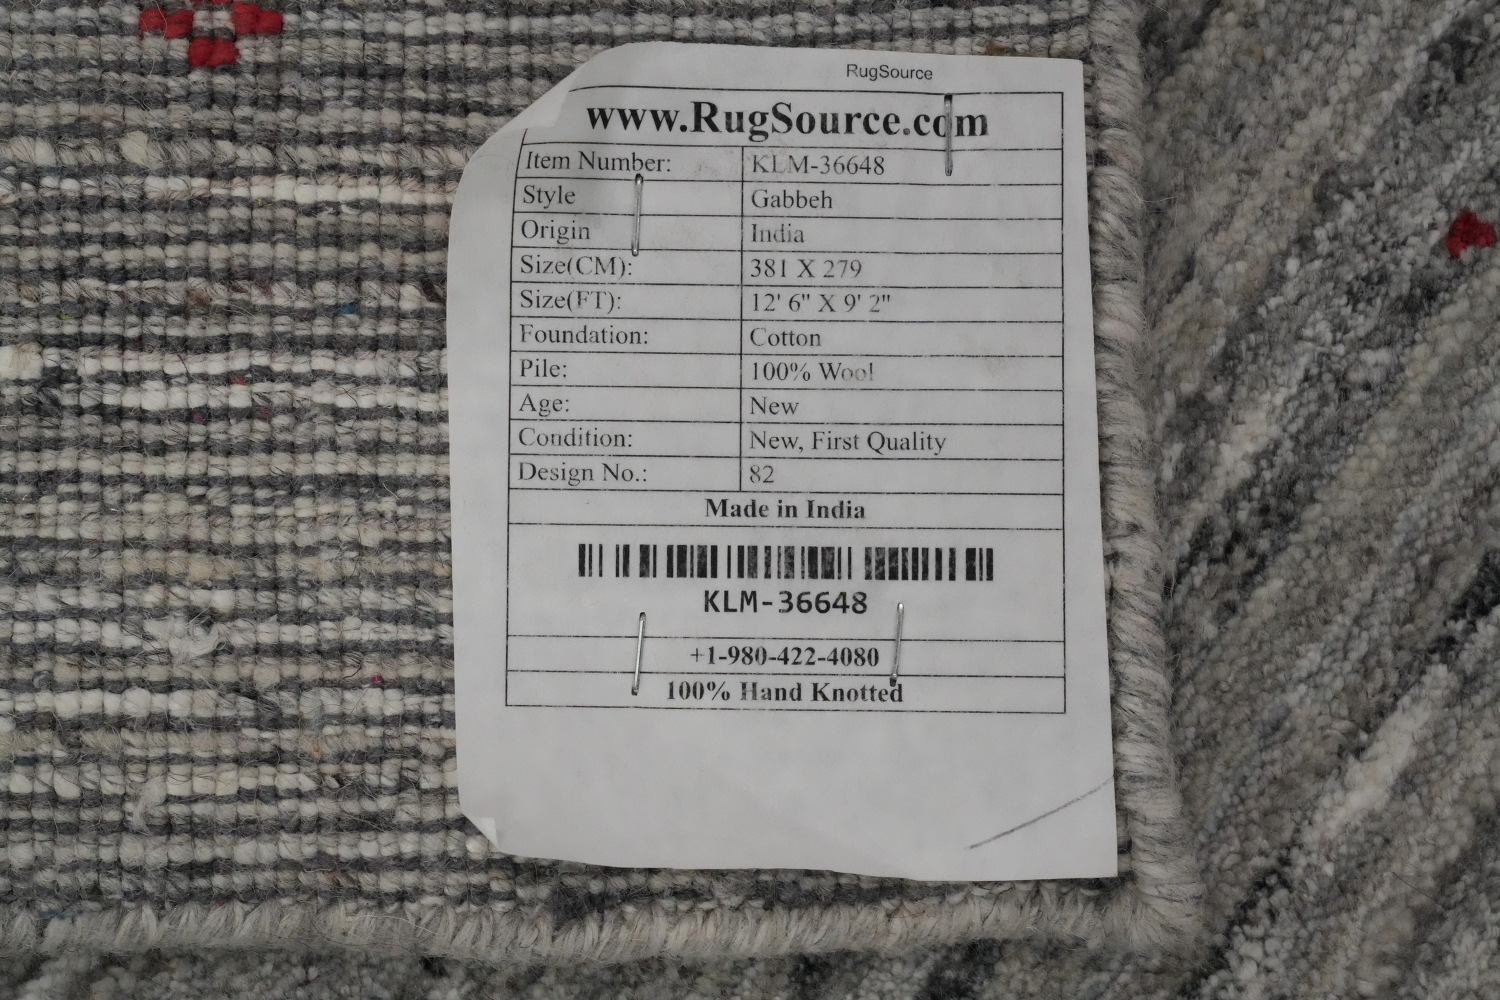 RugSource
www.RugSource.com
Item Number: KLM-36648
Style Gabbeh
Origin India
Size(CM): 381 X 279
Size(FT): 12' 6" X 9' 2"
Foundation: Cotton
Pile: 100% Wool
Age: New
Condition: New, First Quality
Design No.: 82
Made in India
KLM-36648
+1-980-422-4080
100% Hand Knotted